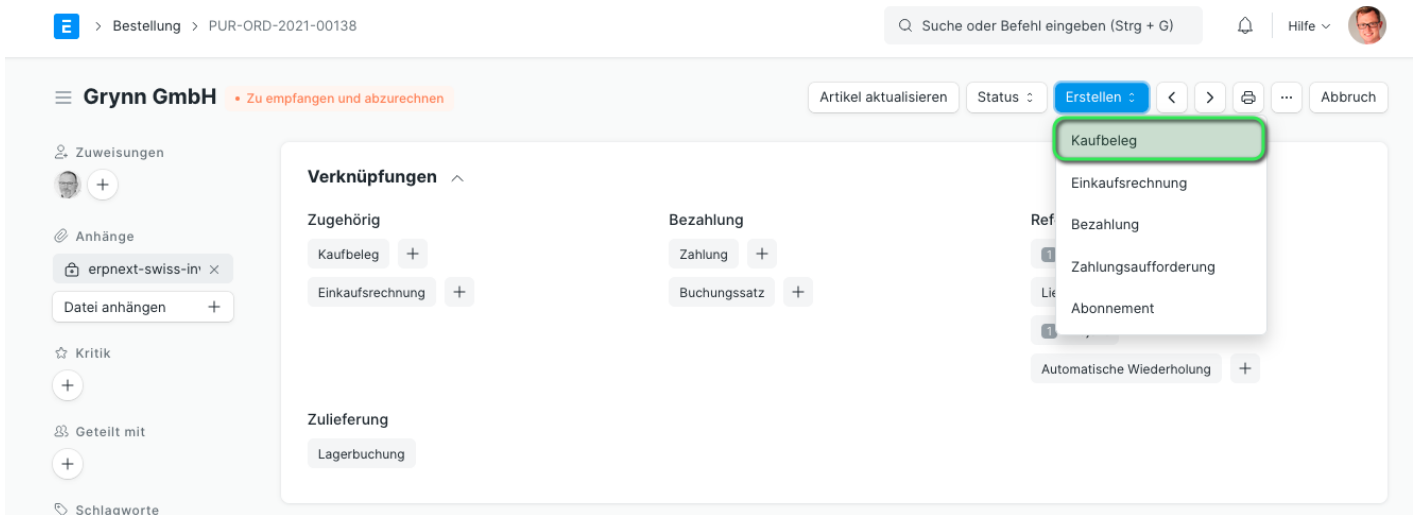 > Bestellung > PUR-ORD-2021-00138
Suche oder Befehl eingeben (Strg + G)
Hilfe
Grynn GmbH
• Zu empfangen und abzurechnen
Artikel aktualisieren
Status
Erstellen
Abbruch
Kaufbeleg
Einkaufsrechnung
Bezahlung
Zahlungsaufforderung
Abonnement
Zuweisungen
Anhänge
erpnext-swiss-in
Datei anhängen
Kritik
Geteilt mit
Schlagworte
Verknüpfungen
Zugehörig
Kaufbeleg
Einkaufsrechnung
Bezahlung
Zahlung
Buchungssatz
Ref
1
Lie
1
Automatische Wiederholung
Zulieferung
Lagerbuchung